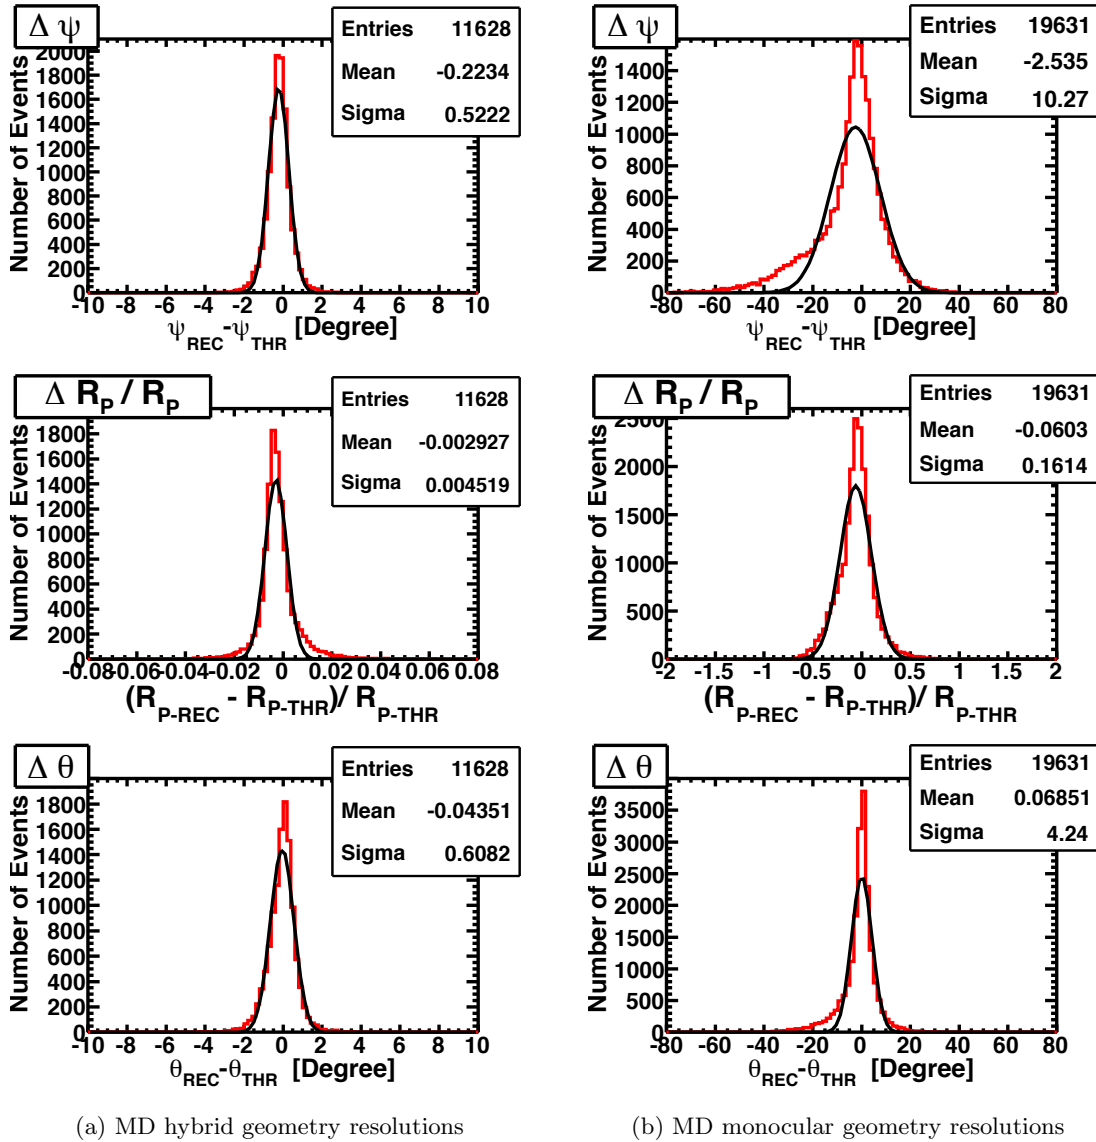 Δ ψ
Entries 11628
Mean -0.2234
Sigma 0.5222
Number of Events
2000
1800
1600
1400
1200
1000
800
600
400
200
0
-10 -8 -6 -4 -2 0 2 4 6 8 10
ψREC-ψTHR [Degree]
Δ ψ
Entries 19631
Mean -2.535
Sigma 10.27
Number of Events
1400
1200
1000
800
600
400
200
0
-80 -60 -40 -20 0 20 40 60 80
ψREC-ψTHR [Degree]
Δ RP / RP
Entries 11628
Mean -0.002927
Sigma 0.004519
Number of Events
1800
1600
1400
1200
1000
800
600
400
200
0
-0.08 -0.06 -0.04 -0.02 0 0.02 0.04 0.06 0.08
(RP-REC - RP-THR)/ RP-THR
Δ RP / RP
Entries 19631
Mean -0.0603
Sigma 0.1614
Number of Events
2500
2000
1500
1000
500
0
-2 -1.5 -1 -0.5 0 0.5 1 1.5 2
(RP-REC - RP-THR)/ RP-THR
Δ θ
Entries 11628
Mean -0.04351
Sigma 0.6082
Number of Events
1800
1600
1400
1200
1000
800
600
400
200
0
-10 -8 -6 -4 -2 0 2 4 6 8 10
θREC-θTHR [Degree]
Δ θ
Entries 19631
Mean 0.06851
Sigma 4.24
Number of Events
3500
3000
2500
2000
1500
1000
500
0
-80 -60 -40 -20 0 20 40 60 80
θREC-θTHR [Degree]
(a) MD hybrid geometry resolutions
(b) MD monocular geometry resolutions